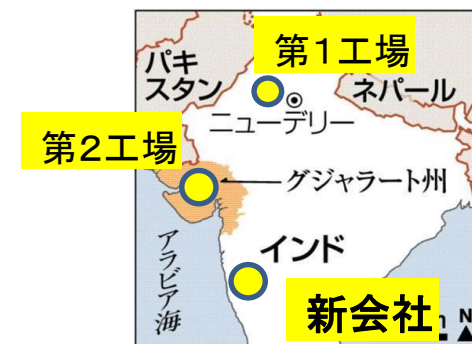 第1工場
パキ
スタン
ネパール
ニューデリー
第2工場
グジャラート州
アラビア海
インド
新会社
N